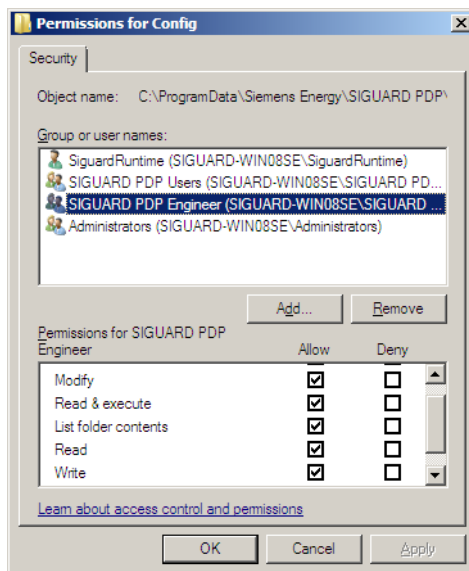 Permissions for Config
Security
Object name: C:\ProgramData\Siemens Energy\SIGUARD PDP\
Group or user names:
SiguardRuntime (SIGUARD-WIN08SE\SiguardRuntime)
SIGUARD PDP Users (SIGUARD-WIN08SE\SIGUARD PD...
SIGUARD PDP Engineer (SIGUARD-WIN08SE\SIGUARD ...
Administrators (SIGUARD-WIN08SE\Administrators)
Add... Remove
Permissions for SIGUARD PDP
Engineer Allow Deny
Modify
Read & execute
List folder contents
Read
Write
Learn about access control and permissions
OK Cancel Apply